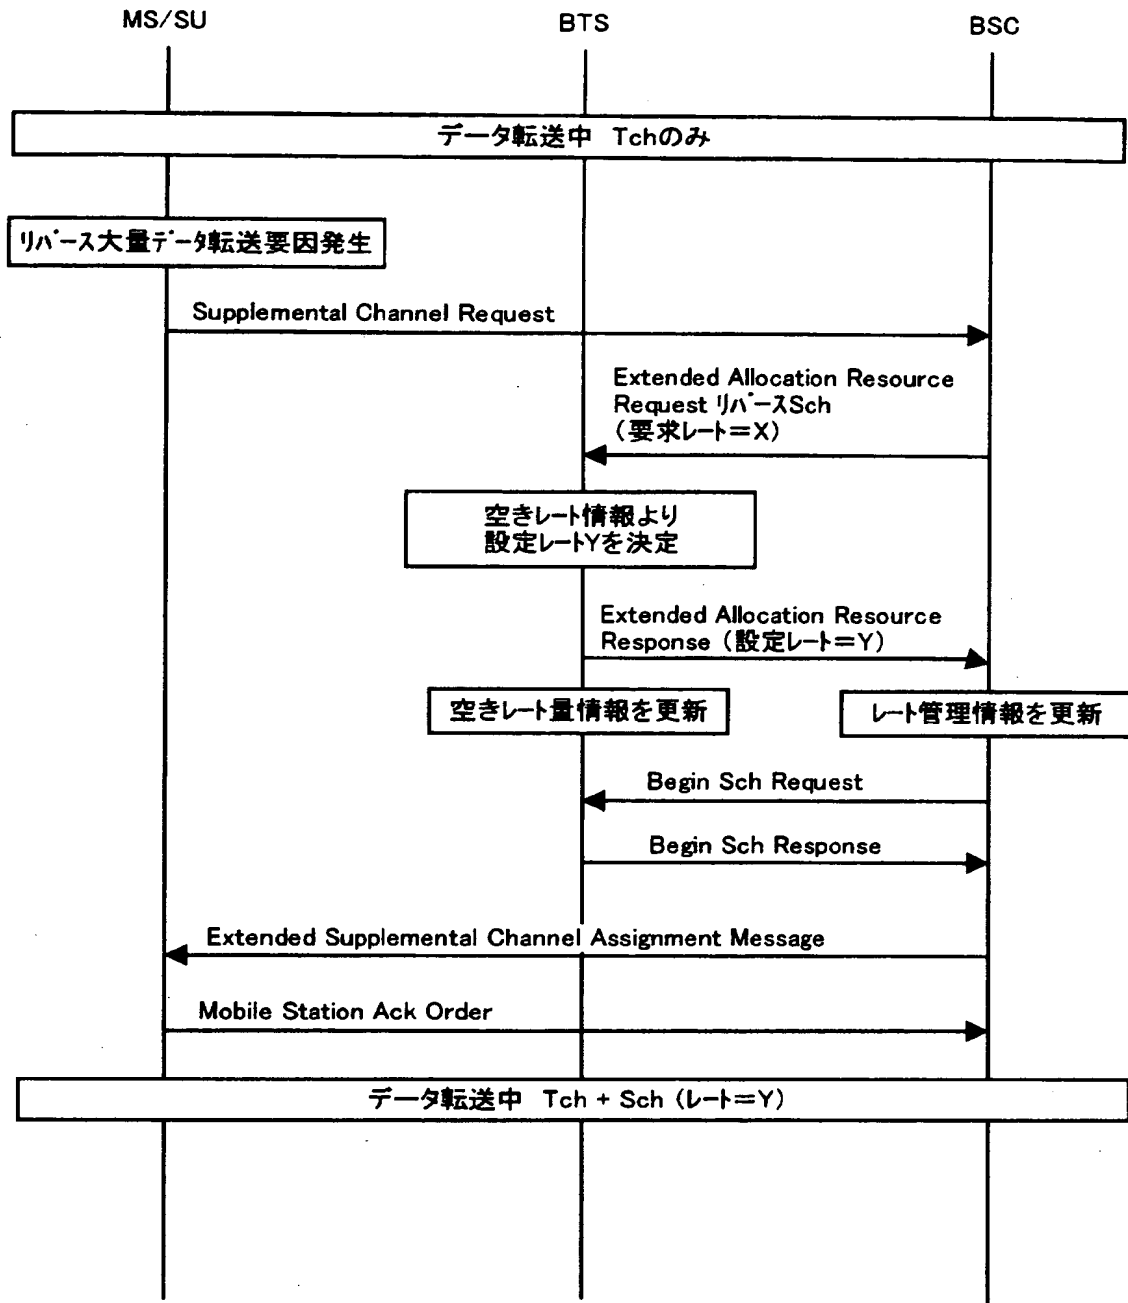 MS/SU
BTS
BSC
データ転送中 Tchのみ
リバース大量データ転送要因発生
Supplemental Channel Request
Extended Allocation Resource
Request リバースSch
(要求レート=X)
空きレート情報より
設定レートYを決定
Extended Allocation Resource
Response (設定レート=Y)
空きレート量情報を更新
レート管理情報を更新
Begin Sch Request
Begin Sch Response
Extended Supplemental Channel Assignment Message
Mobile Station Ack Order
データ転送中 Tch + Sch (レート=Y)